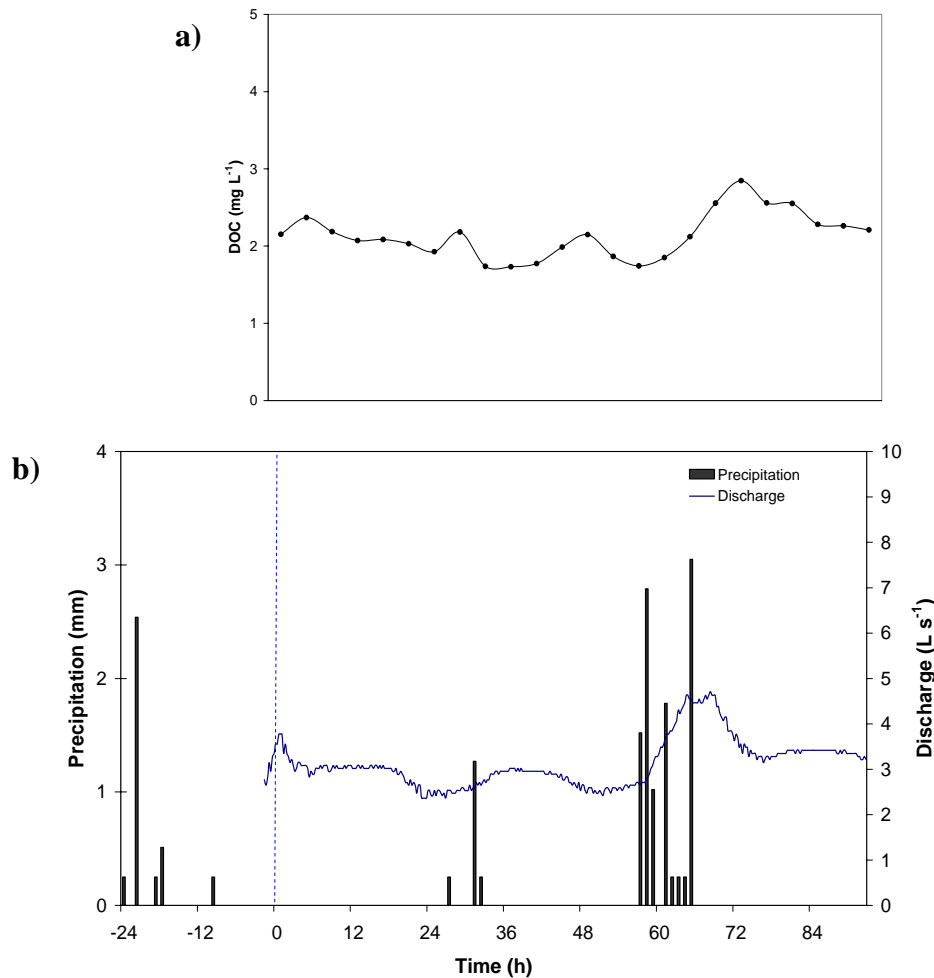 a)
5
4
3
2
1
0
DOC (mg L⁻¹)
b)
4
3
2
1
0
Precipitation (mm)
Precipitation
Discharge
10
9
8
7
6
5
4
3
2
1
0
Discharge (L s⁻¹)
-24 -12 0 12 24 36 48 60 72 84
Time (h)